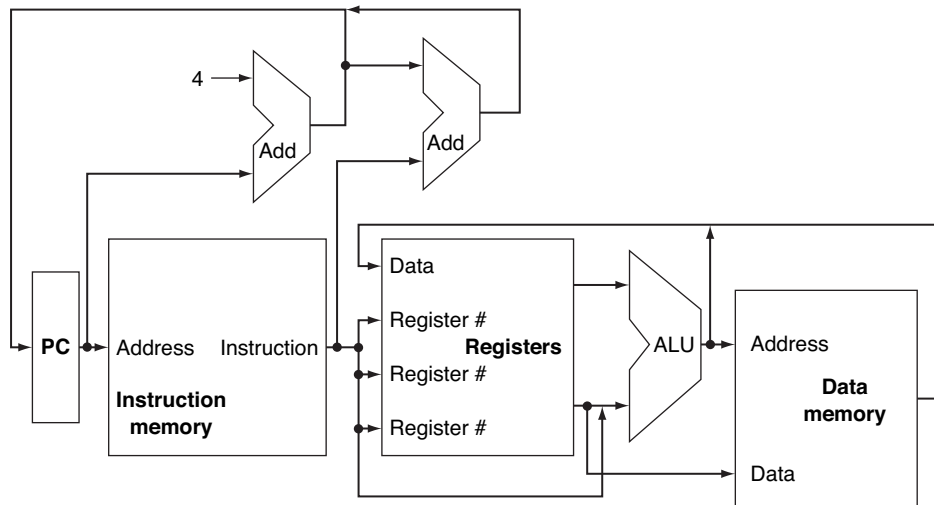 4
Add
Add
Data
Register #
PC
Address
Instruction
Registers
ALU
Address
Register #
Instruction
memory
Data
memory
Register #
Data